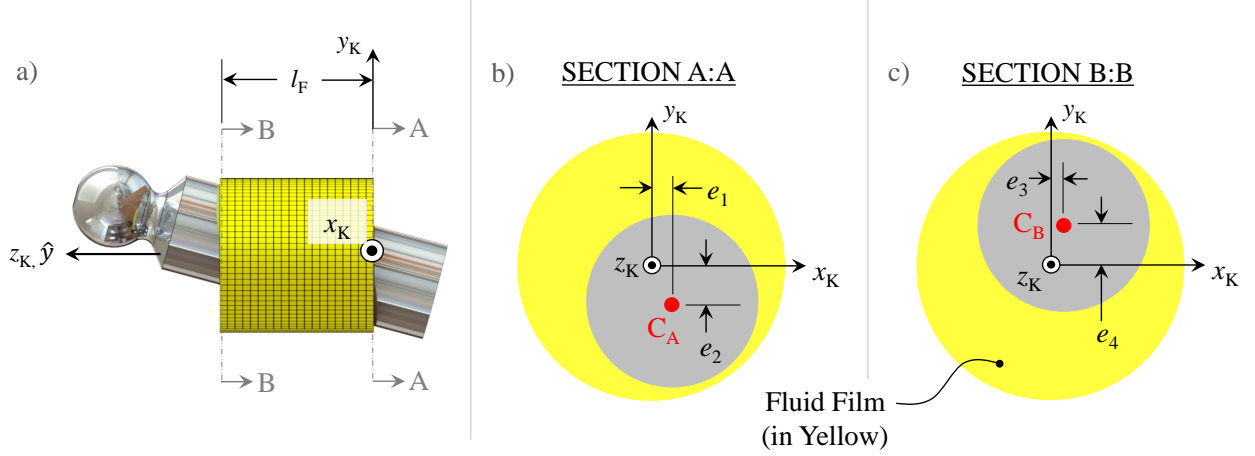 a)
y_K
l_F
B
A
x_K
z_K, ŷ
B
A
b)
SECTION A:A
y_K
e_1
z_K
x_K
C_A
e_2
c)
SECTION B:B
y_K
e_3
C_B
z_K
x_K
e_4
Fluid Film
(in Yellow)